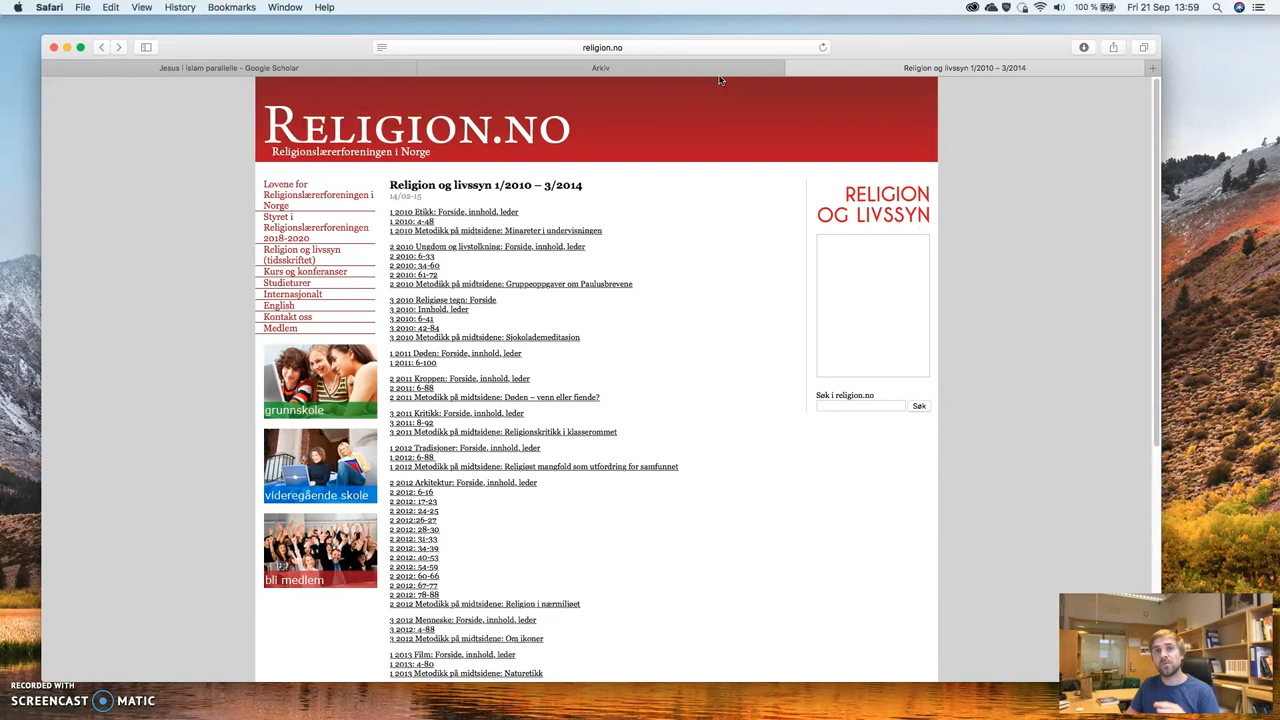 Safari File Edit View History Bookmarks Window Help 100 % Fri 21 Sep 13:59
religion.no
Jesus i islam parallelle - Google Scholar
Arkiv
Religion og livssyn 1/2010 – 3/2014
RELIGION.NO
Religionslærerforeningen i Norge
Lovene for
Religionslærerforeningen i
Norge
Styret i
Religionslærerforeningen
2018-2020
Religion og livssyn
(tidsskriftet)
Kurs og konferanser
Studieturer
Internasjonalt
English
Kontakt oss
Medlem
grunnskole
videregående skole
bli medlem
Religion og livssyn 1/2010 – 3/2014
14/02-15
1 2010 Etikk: Forside, innhold, leder
1 2010: 4-48
1 2010 Metodikk på midtsidene: Minareter i undervisningen
2 2010 Ungdom og livstolkning: Forside, innhold, leder
2 2010: 6-33
2 2010: 34-60
2 2010: 61-72
2 2010 Metodikk på midtsidene: Gruppeoppgaver om Paulusbrevene
3 2010 Religiøse tegn: Forside
3 2010: Innhold, leder
3 2010: 6-41
3 2010: 42-84
3 2010 Metodikk på midtsidene: Sjokolademeditasjon
1 2011 Døden: Forside, innhold, leder
1 2011: 6-100
2 2011 Kroppen: Forside, innhold, leder
2 2011: 6-88
2 2011 Metodikk på midtsidene: Døden – venn eller fiende?
3 2011 Kritikk: Forside, innhold, leder
3 2011: 8-92
3 2011 Metodikk på midtsidene: Religionskritikk i klasserommet
1 2012 Tradisjoner: Forside, innhold, leder
1 2012: 6-88
1 2012 Metodikk på midtsidene: Religiøst mangfold som utfordring for samfunnet
2 2012 Arkitektur: Forside, innhold, leder
2 2012: 6-16
2 2012: 17-23
2 2012: 24-25
2 2012:26-27
2 2012: 28-30
2 2012: 31-33
2 2012: 34-39
2 2012: 40-53
2 2012: 54-59
2 2012: 60-66
2 2012: 67-77
2 2012: 78-88
2 2012 Metodikk på midtsidene: Religion i nærmiljøet
3 2012 Menneske: Forside, innhold, leder
3 2012: 4-88
3 2012 Metodikk på midtsidene: Om ikoner
1 2013 Film: Forside, innhold, leder
1 2013: 4-80
1 2013 Metodikk på midtsidene: Naturetikk
RELIGION
OG LIVSSYN
Søk i religion.no
Søk
RECORDED WITH
SCREENCAST MATIC